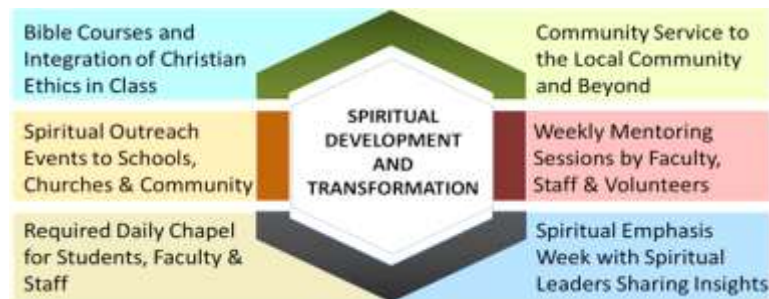 Bible Courses and
Integration of Christian
Ethics in Class
Community Service to
the Local Community
and Beyond
Spiritual Outreach
Events to Schools,
Churches & Community
SPIRITUAL
DEVELOPMENT
AND
TRANSFORMATION
Weekly Mentoring
Sessions by Faculty,
Staff & Volunteers
Required Daily Chapel
for Students, Faculty &
Staff
Spiritual Emphasis
Week with Spiritual
Leaders Sharing Insights